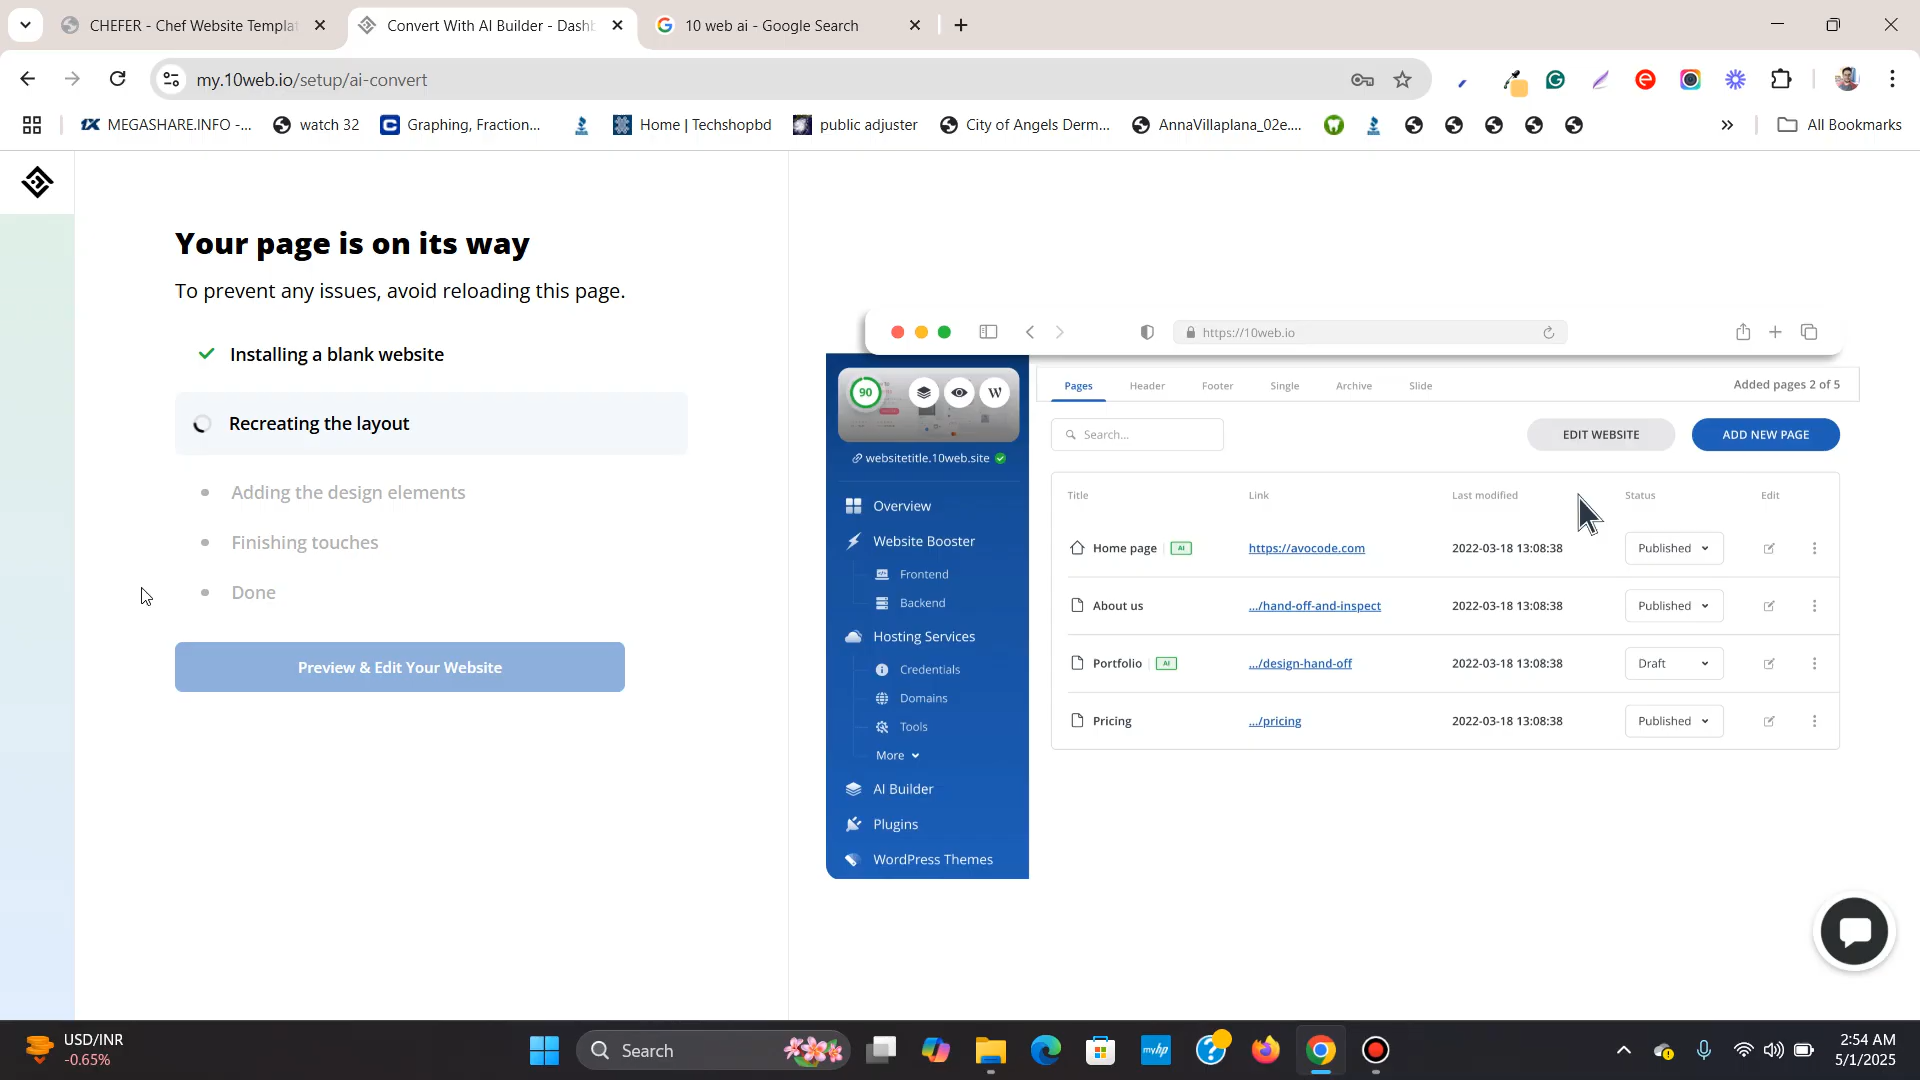 CHEFER - Chef Website Templat
Convert With AI Builder - Dashb
10 web ai - Google Search
my.10web.io/setup/ai-convert
MEGASHARE.INFO -...
watch 32
Graphing, Fraction...
Home | Techshopbd
public adjuster
City of Angels Derm...
AnnaVillaplana_02e....
All Bookmarks
Your page is on its way
To prevent any issues, avoid reloading this page.
Installing a blank website
Recreating the layout
Adding the design elements
Finishing touches
Done
Preview & Edit Your Website
https://10web.io
90
W
websitetitle.10web.site
Overview
Website Booster
Frontend
Backend
Hosting Services
Credentials
Domains
Tools
More
AI Builder
Plugins
WordPress Themes
Pages Header Footer Single Archive Slide
Added pages 2 of 5
Search...
EDIT WEBSITE
ADD NEW PAGE
Title Link Last modified Status Edit
Home page AI https://avocode.com 2022-03-18 13:08:38 Published
About us .../hand-off-and-inspect 2022-03-18 13:08:38 Published
Portfolio AI .../design-hand-off 2022-03-18 13:08:38 Draft
Pricing .../pricing 2022-03-18 13:08:38 Published
USD/INR
-0.65%
Search
myhp
2:54 AM
5/1/2025